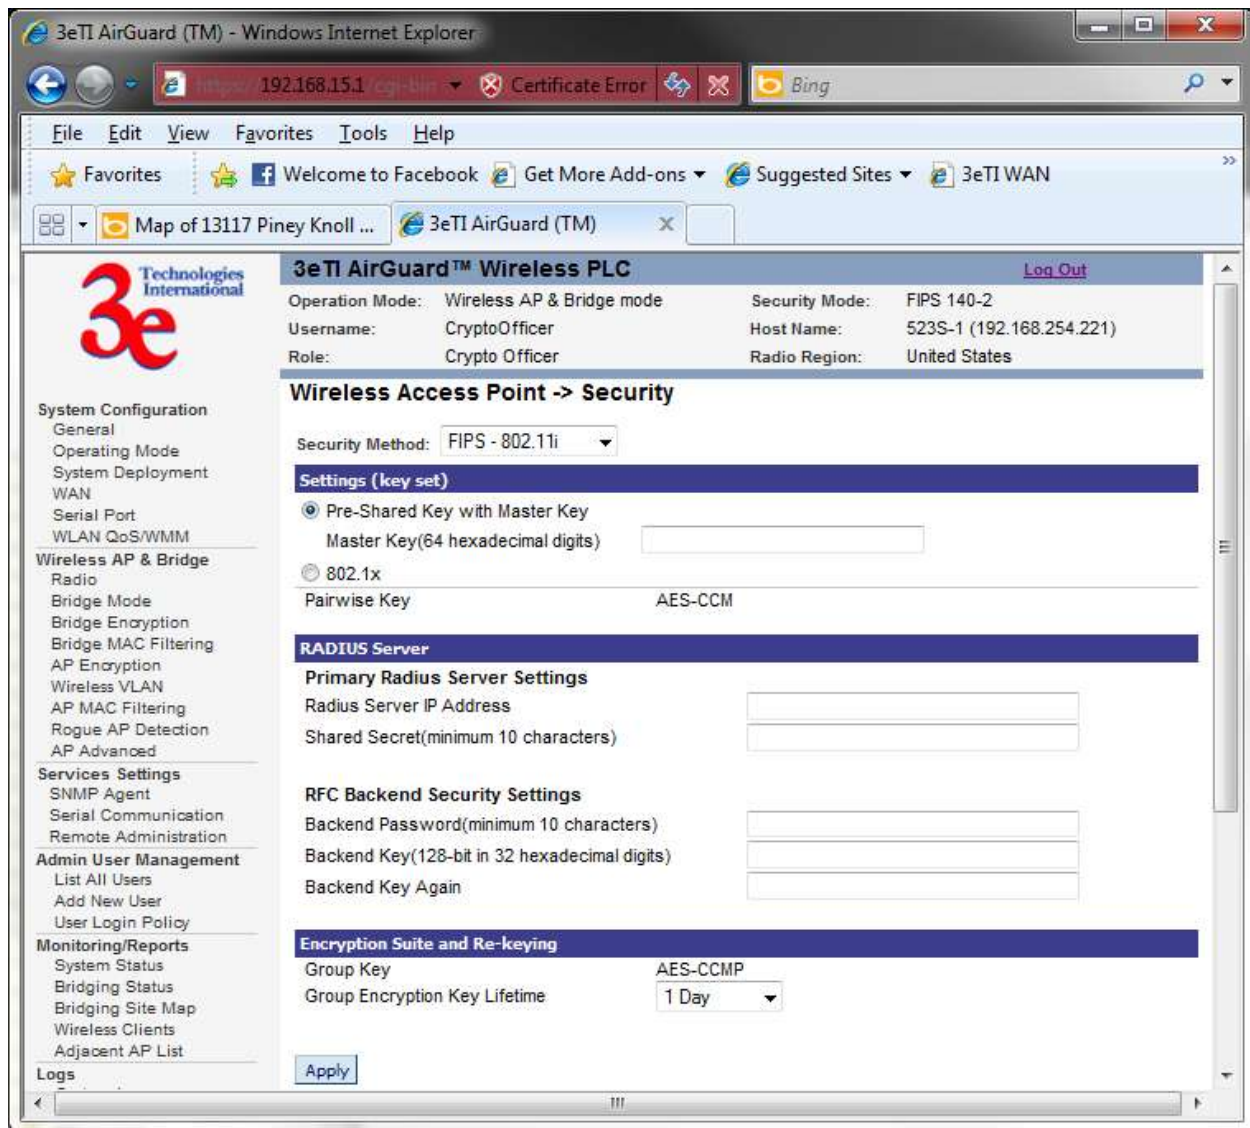 3eTI AirGuard (TM) - Windows Internet Explorer
https://192.168.15.1/cgi-bin Certificate Error Bing
File Edit View Favorites Tools Help
Favorites Welcome to Facebook Get More Add-ons Suggested Sites 3eTI WAN
Map of 13117 Piney Knoll ... 3eTI AirGuard (TM)
3e Technologies International
3eTI AirGuard™ Wireless PLC Log Out
Operation Mode: Wireless AP & Bridge mode Security Mode: FIPS 140-2
Username: CryptoOfficer Host Name: 523S-1 (192.168.254.221)
Role: Crypto Officer Radio Region: United States
System Configuration
General
Operating Mode
System Deployment
WAN
Serial Port
WLAN QoS/WMM
Wireless AP & Bridge
Radio
Bridge Mode
Bridge Encryption
Bridge MAC Filtering
AP Encryption
Wireless VLAN
AP MAC Filtering
Rogue AP Detection
AP Advanced
Services Settings
SNMP Agent
Serial Communication
Remote Administration
Admin User Management
List All Users
Add New User
User Login Policy
Monitoring/Reports
System Status
Bridging Status
Bridging Site Map
Wireless Clients
Adjacent AP List
Logs
Wireless Access Point -> Security
Security Method: FIPS - 802.11i
Settings (key set)
Pre-Shared Key with Master Key
Master Key(64 hexadecimal digits)
802.1x
Pairwise Key AES-CCM
RADIUS Server
Primary Radius Server Settings
Radius Server IP Address
Shared Secret(minimum 10 characters)
RFC Backend Security Settings
Backend Password(minimum 10 characters)
Backend Key(128-bit in 32 hexadecimal digits)
Backend Key Again
Encryption Suite and Re-keying
Group Key AES-CCMP
Group Encryption Key Lifetime 1 Day
Apply